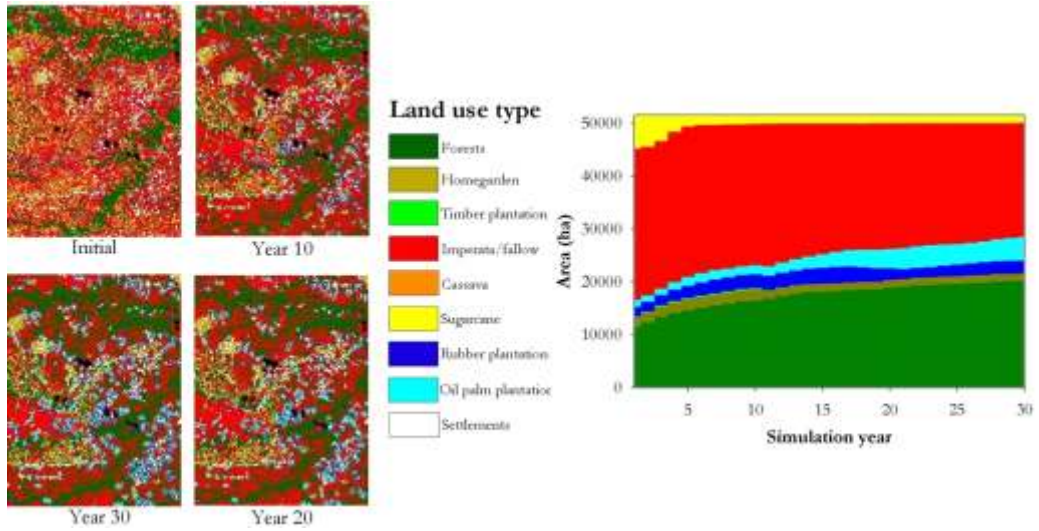 Initial
Year 10
Year 30
Year 20
Land use type
Forests
Homegarden
Timber plantation
Imperata/fallow
Cassava
Sugarcane
Rubber plantation
Oil palm plantatior
Settlements
Area (ha)
50000
40000
30000
20000
10000
0
5
10
15
20
25
30
Simulation year